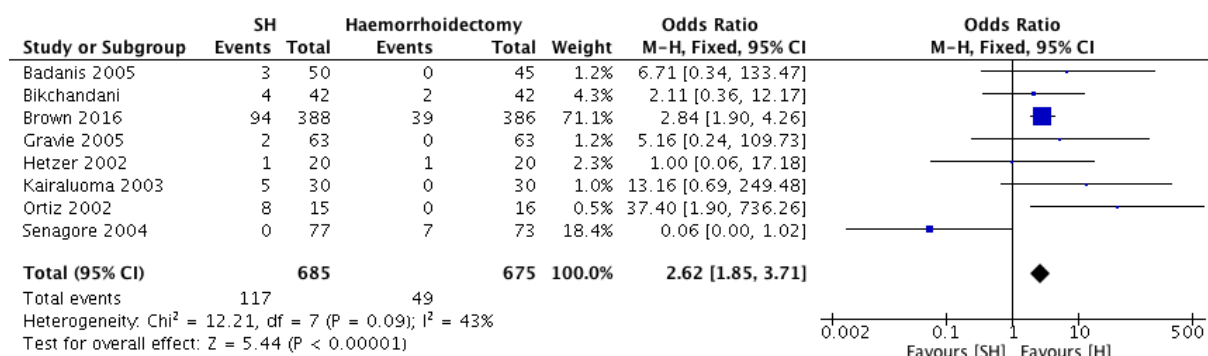 SH Haemorrhoidectomy Odds Ratio Odds Ratio
Study or Subgroup Events Total Events Total Weight M-H, Fixed, 95% CI M-H, Fixed, 95% CI
Badanis 2005 3 50 0 45 1.2% 6.71 [0.34, 133.47]
Bikchandani 4 42 2 42 4.3% 2.11 [0.36, 12.17]
Brown 2016 94 388 39 386 71.1% 2.84 [1.90, 4.26]
Gravie 2005 2 63 0 63 1.2% 5.16 [0.24, 109.73]
Hetzer 2002 1 20 1 20 2.3% 1.00 [0.06, 17.18]
Kairaluoma 2003 5 30 0 30 1.0% 13.16 [0.69, 249.48]
Ortiz 2002 8 15 0 16 0.5% 37.40 [1.90, 736.26]
Senagore 2004 0 77 7 73 18.4% 0.06 [0.00, 1.02]
Total (95% CI) 685 675 100.0% 2.62 [1.85, 3.71]
Total events 117 49
Heterogeneity: Chi² = 12.21, df = 7 (P = 0.09); I² = 43%
Test for overall effect: Z = 5.44 (P < 0.00001)
0.002 0.1 1 10 500
Favours [SH] Favours [H]